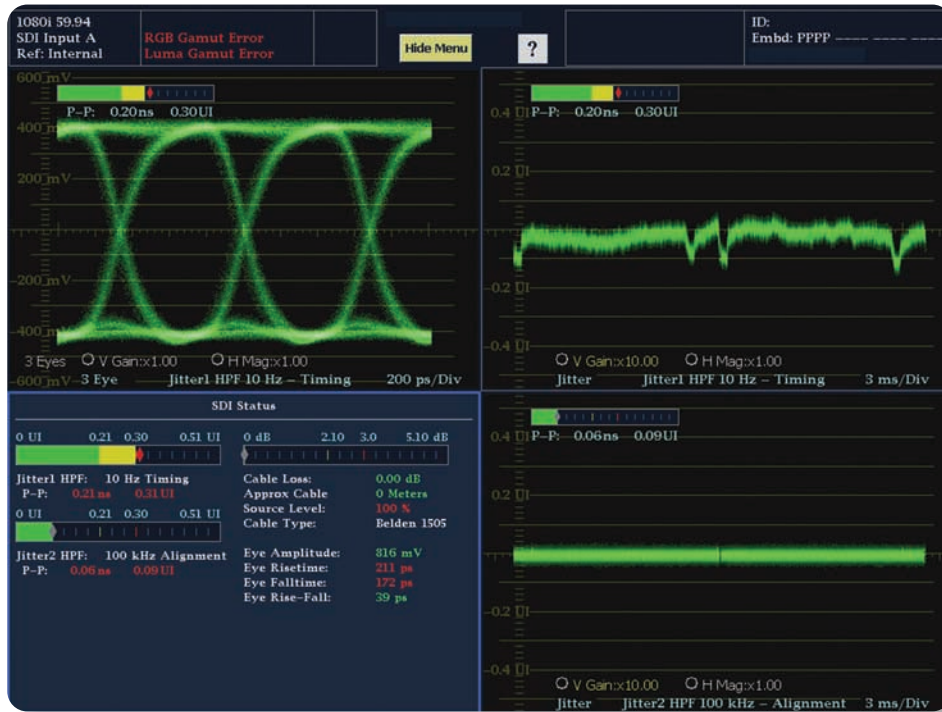 1080i 59.94
SDI Input A
Ref: Internal
RGB Gamut Error
Luma Gamut Error
Hide Menu
?
ID:
Embd: PPPP ---- ---- ----
600 mV
P-P: 0.20ns 0.30UI
400 mV
200 mV
-200 mV
-400 mV
3 Eyes V Gain:x1.00 H Mag:x1.00
-600 mV 3 Eye Jitter1 HPF 10 Hz - Timing 200 ps/Div
0.4 UI P-P: 0.20ns 0.30UI
0.2 UI
-0.2 UI
-0.4 UI
V Gain:x10.00 H Mag:x1.00
Jitter Jitter1 HPF 10 Hz - Timing 3 ms/Div
SDI Status
0 UI 0.21 0.30 0.51 UI
Jitter1 HPF: 10 Hz Timing
P-P: 0.21 ns 0.31UI
0 UI 0.21 0.30 0.51 UI
Jitter2 HPF: 100 kHz Alignment
P-P: 0.06 ns 0.09UI
0 dB 2.10 3.0 5.10 dB
Cable Loss: 0.00 dB
Approx Cable 0 Meters
Source Level: 100 %
Cable Type: Belden 1505
Eye Amplitude: 816 mV
Eye Risetime: 211 ps
Eye Falltime: 172 ps
Eye Rise-Fall: 39 ps
0.4 UI P-P: 0.06ns 0.09UI
0.2 UI
-0.2 UI
-0.4 UI
V Gain:x10.00 H Mag:x1.00
Jitter Jitter2 HPF 100 kHz - Alignment 3 ms/Div